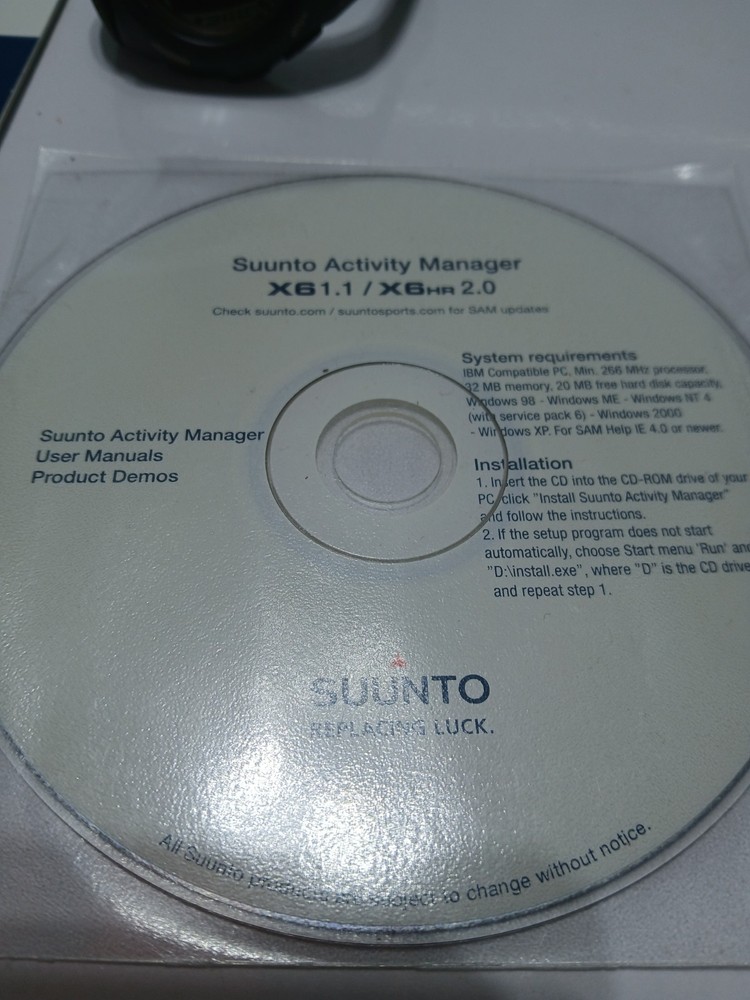 Suunto Activity Manager
X6 1.1 / X6HR 2.0
Check suunto.com / suuntosports.com for SAM updates
System requirements
IBM Compatible PC, Min. 266 MHz processor,
32 MB memory, 20 MB free hard disk capacity,
Windows 98 - Windows ME - Windows NT 4
(with service pack 6) - Windows 2000
- Windows XP. For SAM Help IE 4.0 or newer.
Suunto Activity Manager
User Manuals
Product Demos
Installation
1. Insert the CD into the CD-ROM drive of your
PC, click "Install Suunto Activity Manager"
and follow the instructions.
2. If the setup program does not start
automatically, choose Start menu 'Run' and
"D:\install.exe", where "D" is the CD drive
and repeat step 1.
SUUNTO
REPLACING LUCK.
All Suunto products are subject to change without notice.